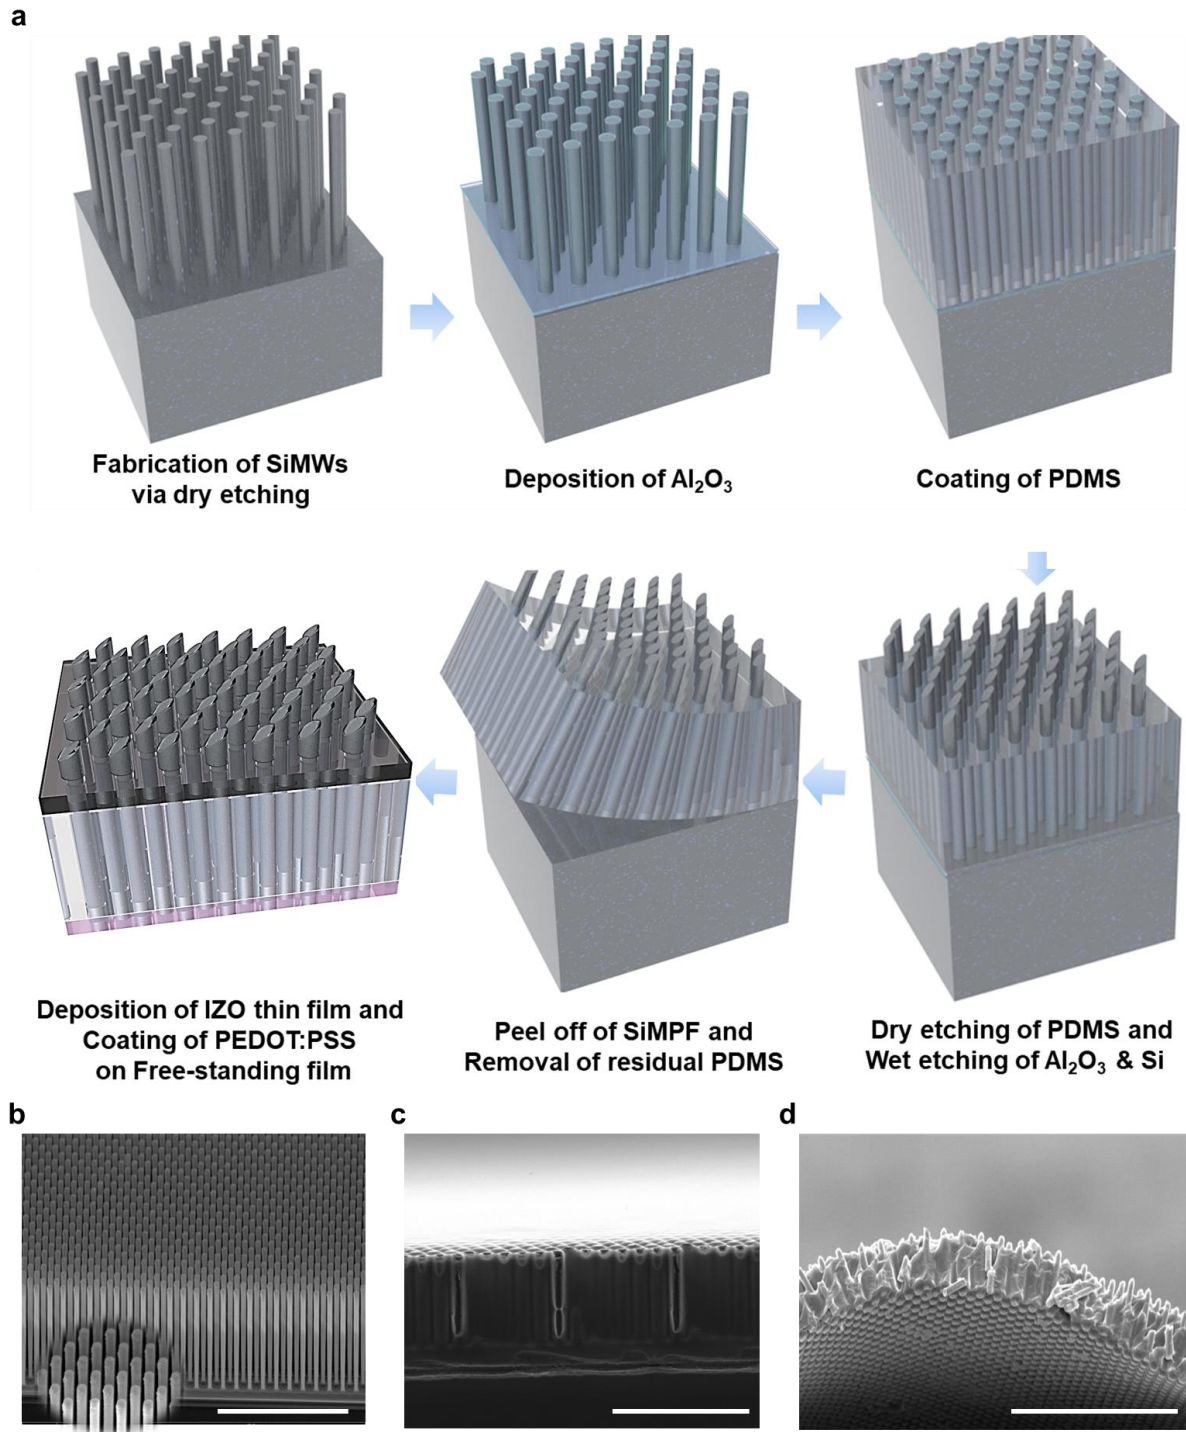 a
Fabrication of SiMWs
via dry etching
Deposition of Al₂O₃
Coating of PDMS
Deposition of IZO thin film and
Coating of PEDOT:PSS
on Free-standing film
Peel off of SiMPF and
Removal of residual PDMS
Dry etching of PDMS and
Wet etching of Al₂O₃ & Si
b
c
d